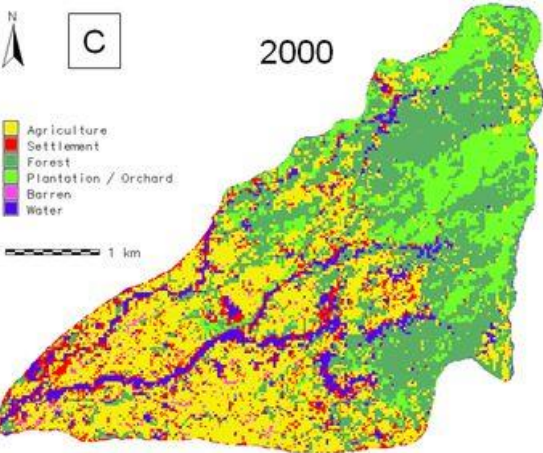 N
C
2000
Agriculture
Settlement
Forest
Plantation / Orchard
Barren
Water
1 km